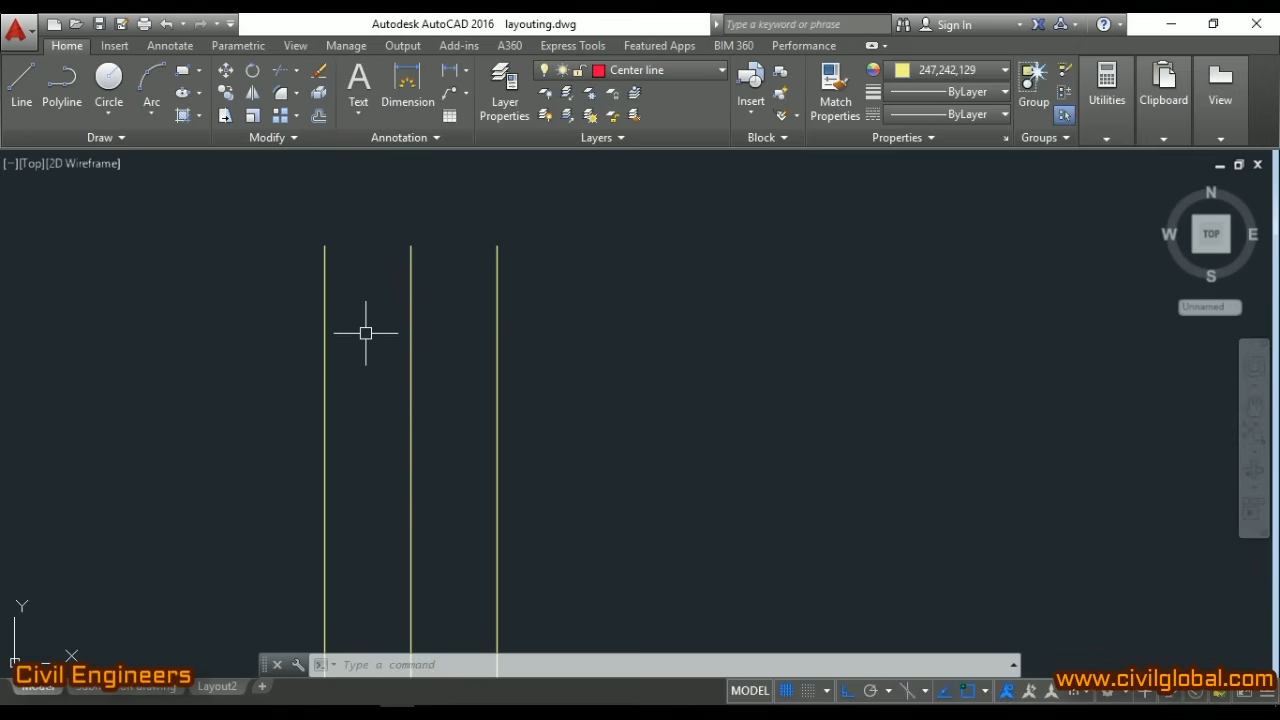 Autodesk AutoCAD 2016 layouting.dwg
Type a keyword or phrase
Sign In
Home Insert Annotate Parametric View Manage Output Add-ins A360 Express Tools Featured Apps BIM 360 Performance
Center line
247,242,129
ByLayer
ByLayer
Line Polyline Circle Arc
Text Dimension
Layer Properties
Insert
Match Properties
Group
Utilities Clipboard View
Draw Modify Annotation Layers Block Properties Groups
[−][Top][2D Wireframe]
N
W TOP E
S
Unnamed
Y
X
Type a command
Civil Engineers
www.civilglobal.com
Model
Layout2
MODEL